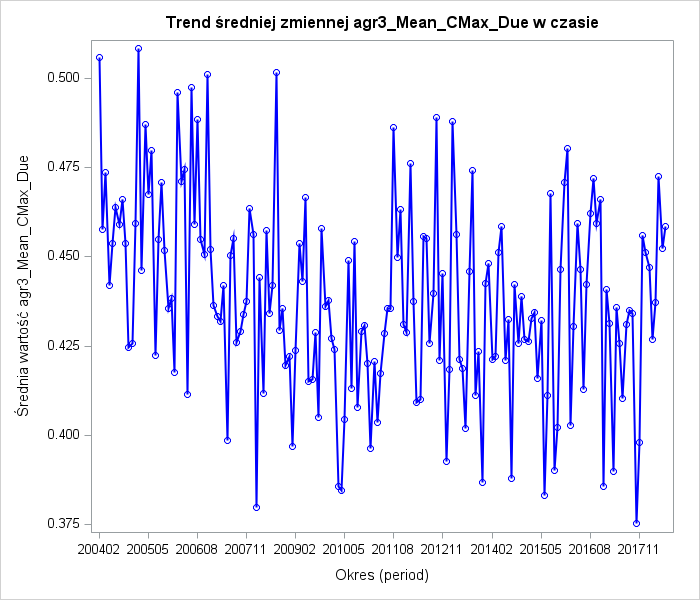 Trend średniej zmiennej agr3_Mean_CMax_Due w czasie
Średnia wartość agr3_Mean_CMax_Due
0.500
0.475
0.450
0.425
0.400
0.375
200402 200505 200608 200711 200902 201005 201108 201211 201402 201505 201608 201711
Okres (period)